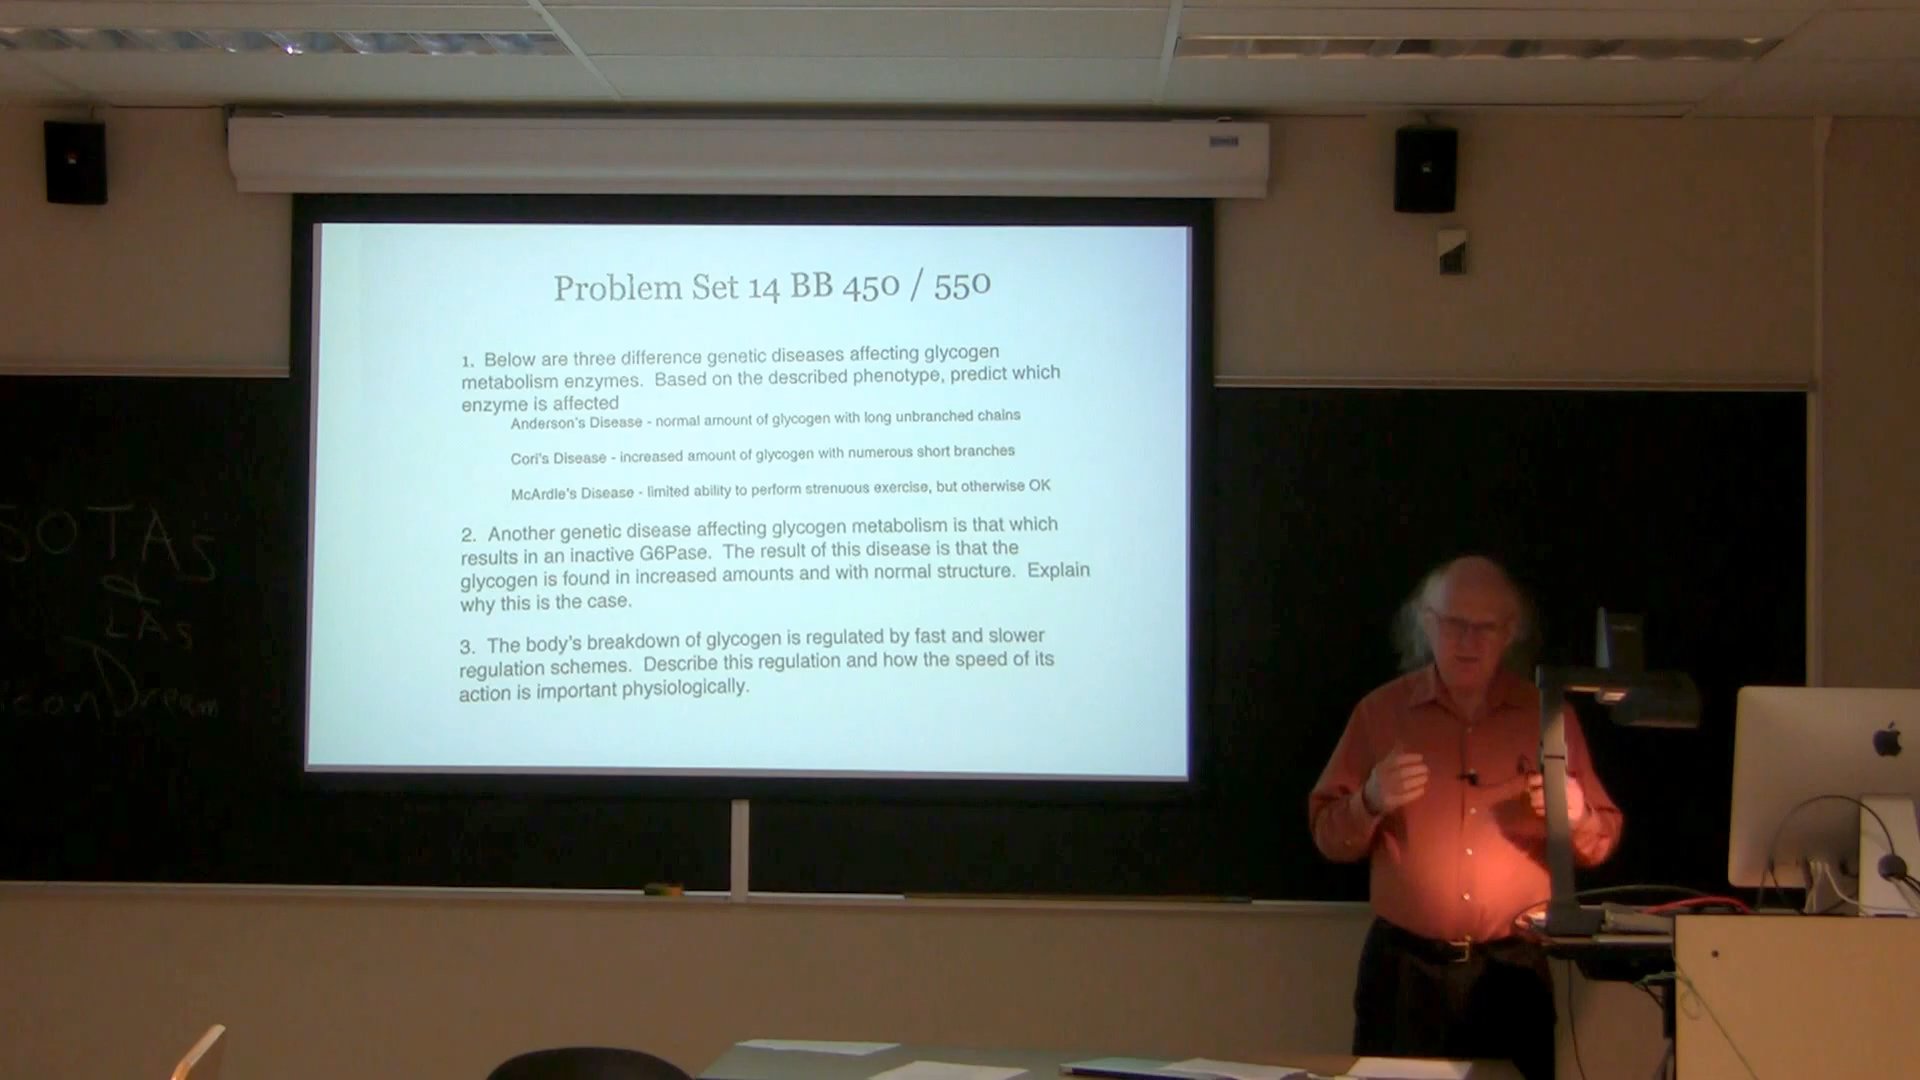 Problem Set 14 BB 450 / 550
1. Below are three difference genetic diseases affecting glycogen
metabolism enzymes. Based on the described phenotype, predict which
enzyme is affected
Anderson's Disease - normal amount of glycogen with long unbranched chains
Cori's Disease - increased amount of glycogen with numerous short branches
McArdle's Disease - limited ability to perform strenuous exercise, but otherwise OK
2. Another genetic disease affecting glycogen metabolism is that which
results in an inactive G6Pase. The result of this disease is that the
glycogen is found in increased amounts and with normal structure. Explain
why this is the case.
3. The body's breakdown of glycogen is regulated by fast and slower
regulation schemes. Describe this regulation and how the speed of its
action is important physiologically.
SOTAS
&
LAS
Dream